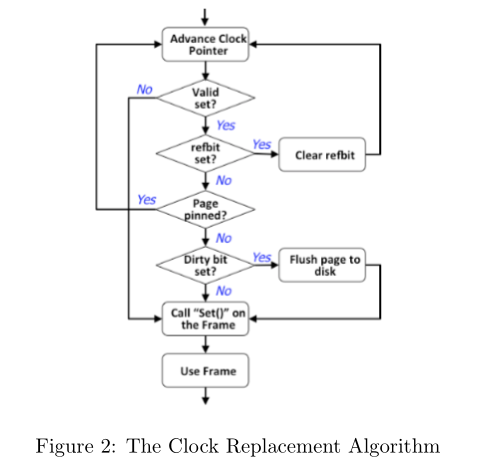 Advance Clock
Pointer
No
Valid
set?
Yes
refbit
set?
Yes
Clear refbit
No
Yes
Page
pinned?
No
Dirty bit
set?
Yes
Flush page to
disk
No
Call "Set()" on
the Frame
Use Frame
Figure 2: The Clock Replacement Algorithm